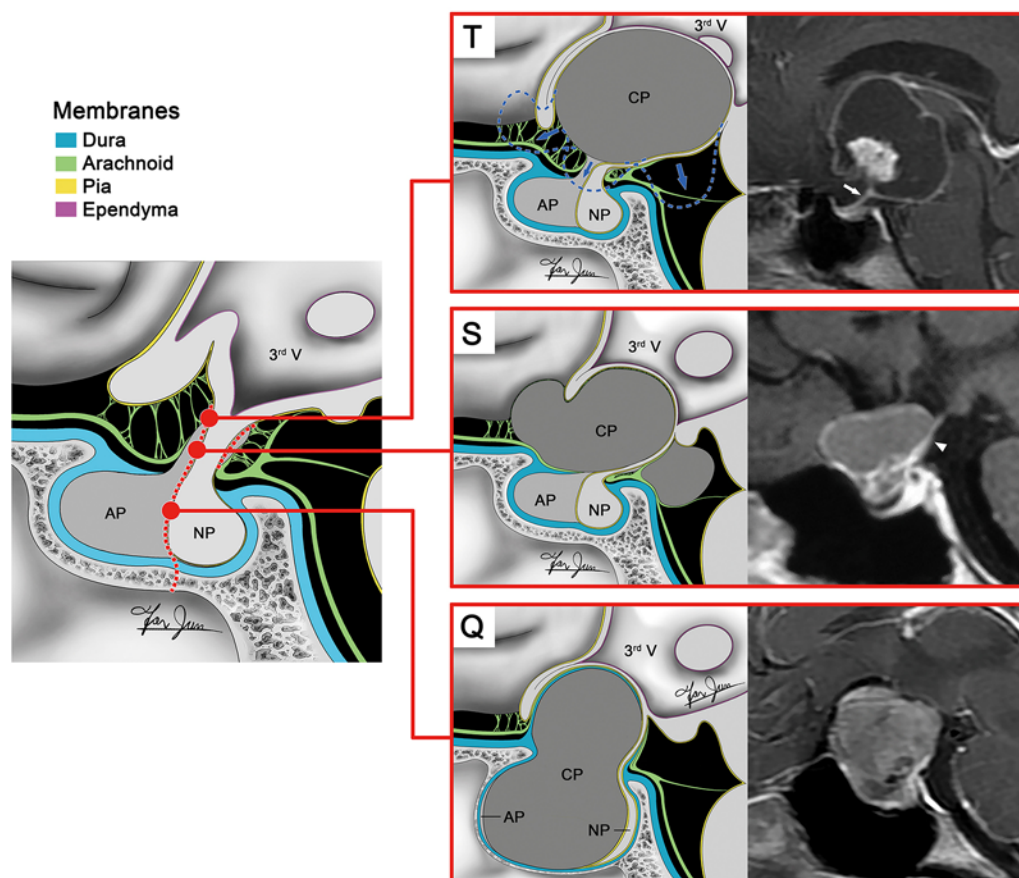 Membranes
Dura
Arachnoid
Pia
Ependyma
3rd V
AP
NP
T
3rd V
CP
AP
NP
S
3rd V
CP
AP
NP
Q
3rd V
CP
AP
NP